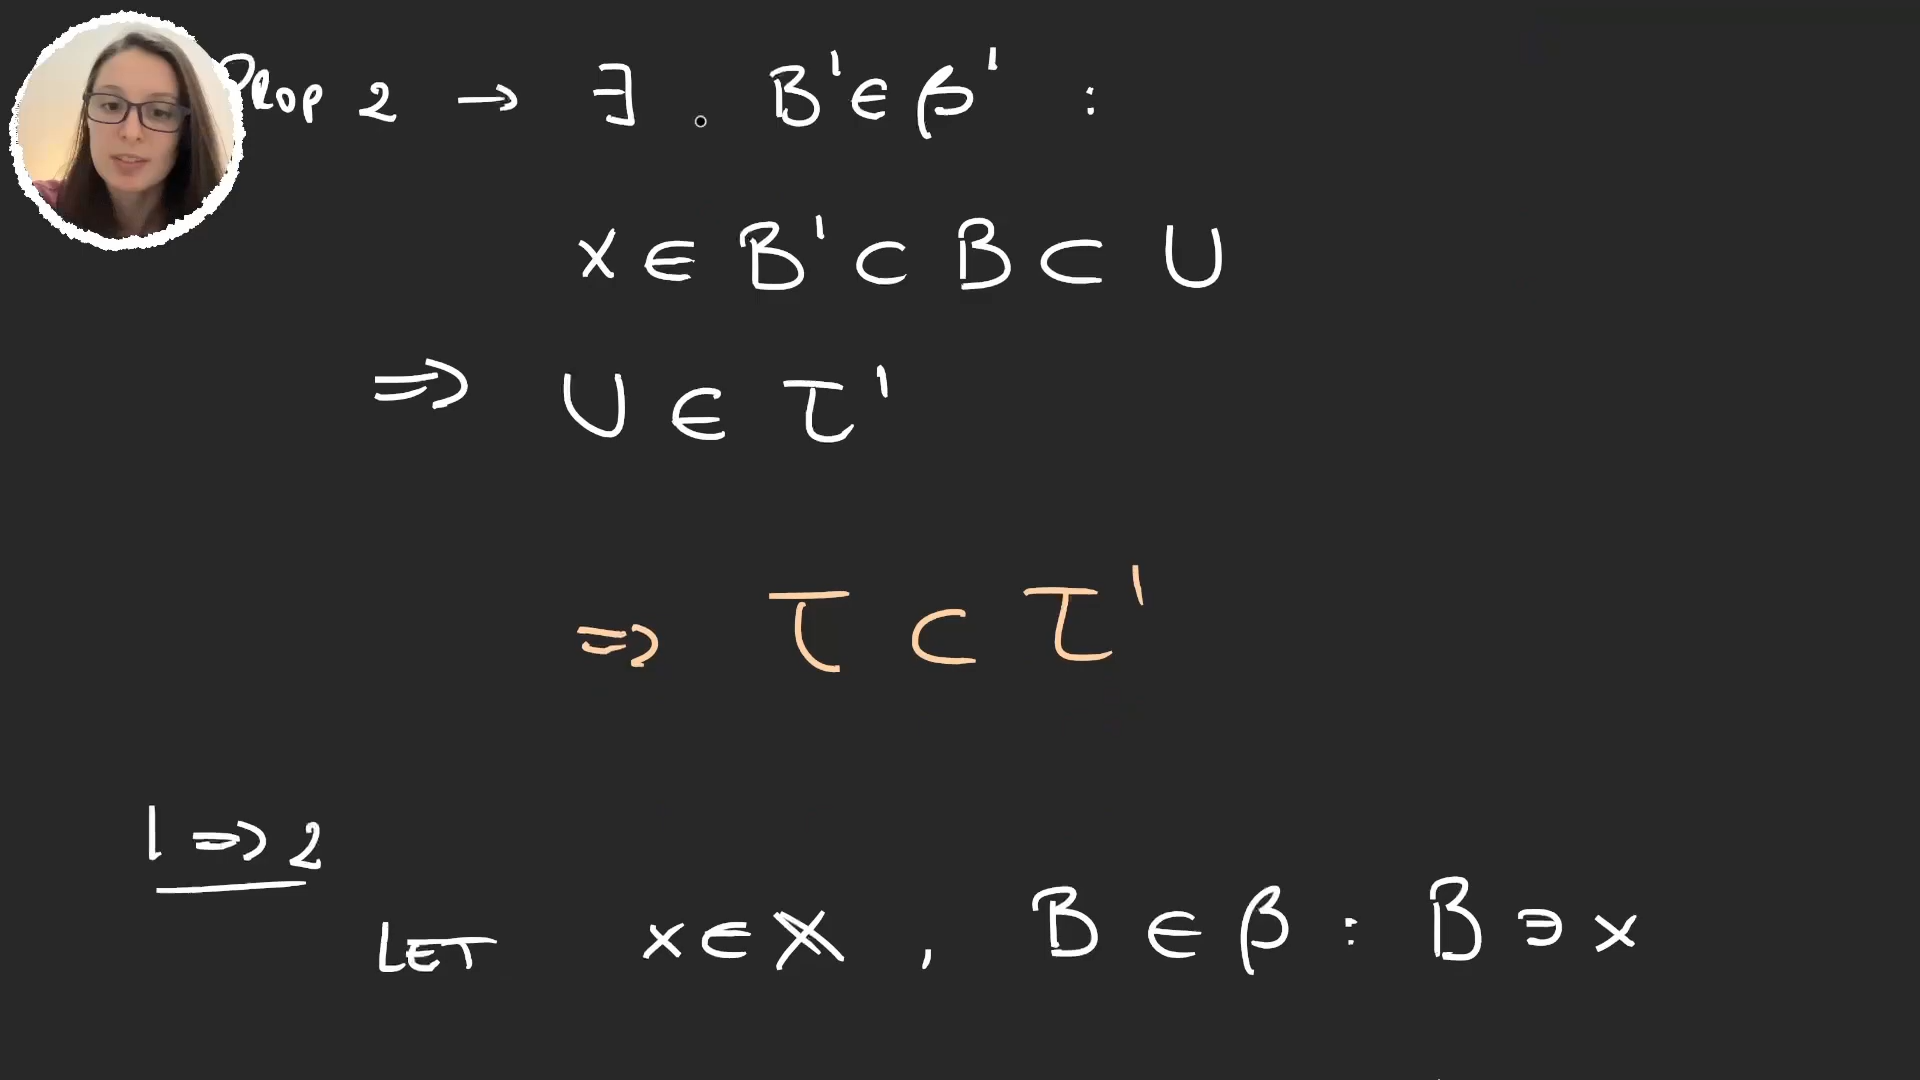 PROP 2 → ∃ . B' ∈ β' :
x ∈ B' ⊂ B ⊂ U
⇒ U ∈ τ'
⇒ τ ⊂ τ'
1 ⇒ 2
LET x ∈ X , B ∈ β : B ∋ x